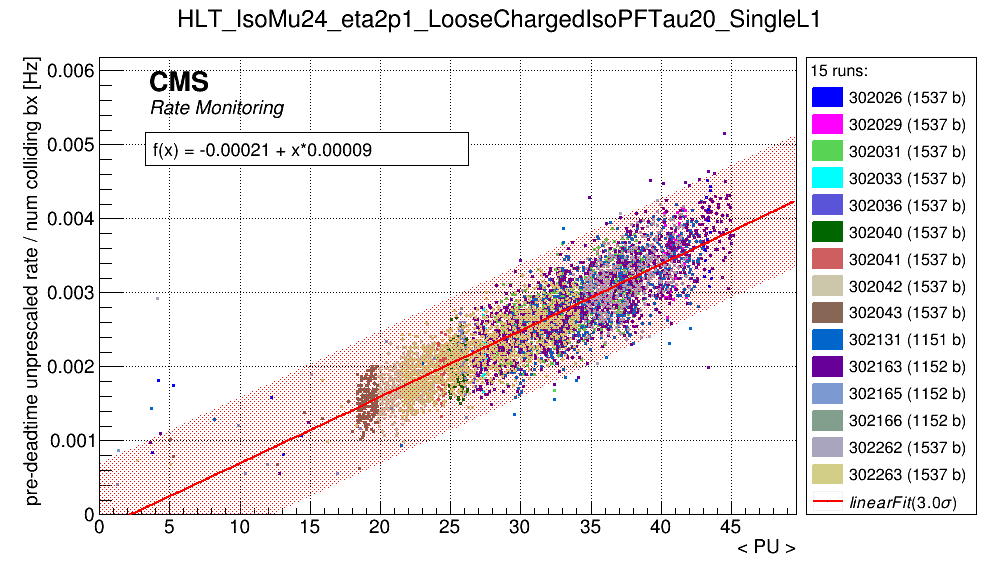 HLT_IsoMu24_eta2p1_LooseChargedIsoPFTau20_SingleL1
pre-deadtime unprescaled rate / num colliding bx [Hz]
0.006
0.005
0.004
0.003
0.002
0.001
0
CMS
Rate Monitoring
f(x) = -0.00021 + x*0.00009
0 5 10 15 20 25 30 35 40 45
< PU >
15 runs:
302026 (1537 b)
302029 (1537 b)
302031 (1537 b)
302033 (1537 b)
302036 (1537 b)
302040 (1537 b)
302041 (1537 b)
302042 (1537 b)
302043 (1537 b)
302131 (1151 b)
302163 (1152 b)
302165 (1152 b)
302166 (1152 b)
302262 (1537 b)
302263 (1537 b)
linearFit(3.0σ)